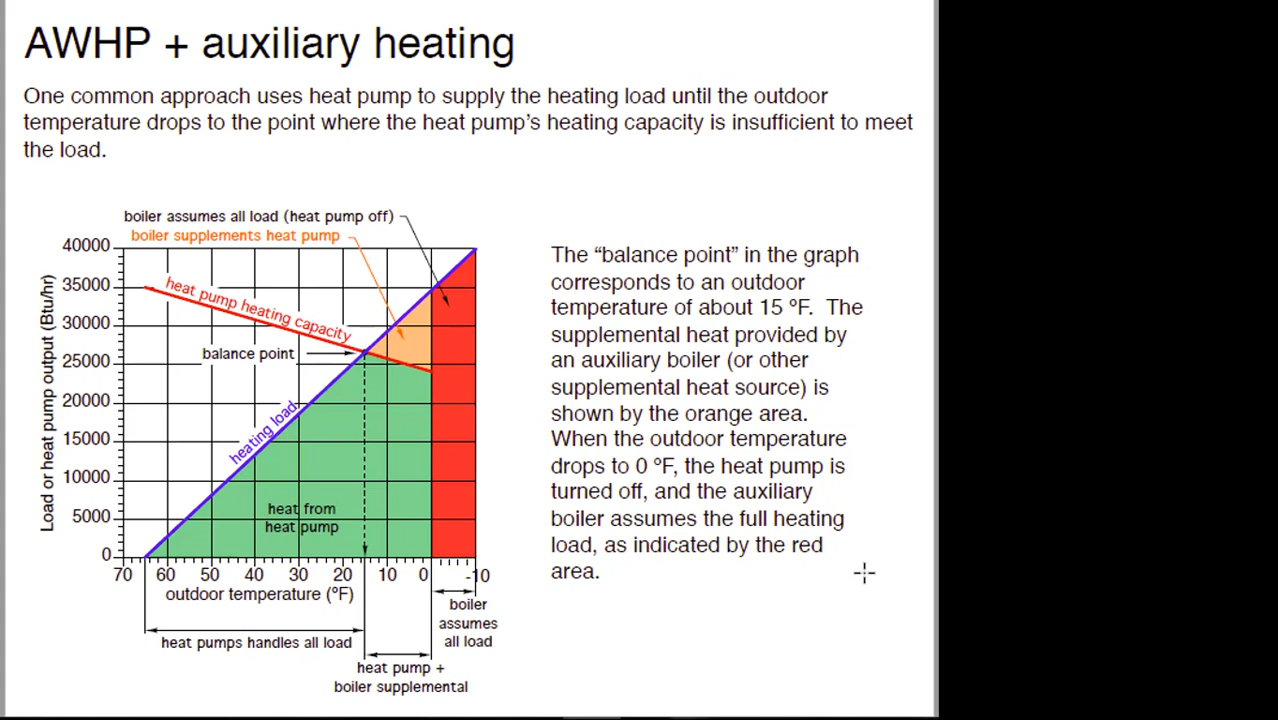 AWHP + auxiliary heating
One common approach uses heat pump to supply the heating load until the outdoor
temperature drops to the point where the heat pump's heating capacity is insufficient to meet
the load.
boiler assumes all load (heat pump off)
boiler supplements heat pump
40000
35000
30000
25000
20000
15000
10000
5000
0
Load or heat pump output (Btu/hr)
heat pump heating capacity
balance point
heating load
heat from
heat pump
70 60 50 40 30 20 10 0 -10
outdoor temperature (ºF)
boiler
assumes
all load
heat pumps handles all load
heat pump +
boiler supplemental
The “balance point” in the graph
corresponds to an outdoor
temperature of about 15 ºF. The
supplemental heat provided by
an auxiliary boiler (or other
supplemental heat source) is
shown by the orange area.
When the outdoor temperature
drops to 0 ºF, the heat pump is
turned off, and the auxiliary
boiler assumes the full heating
load, as indicated by the red
area.